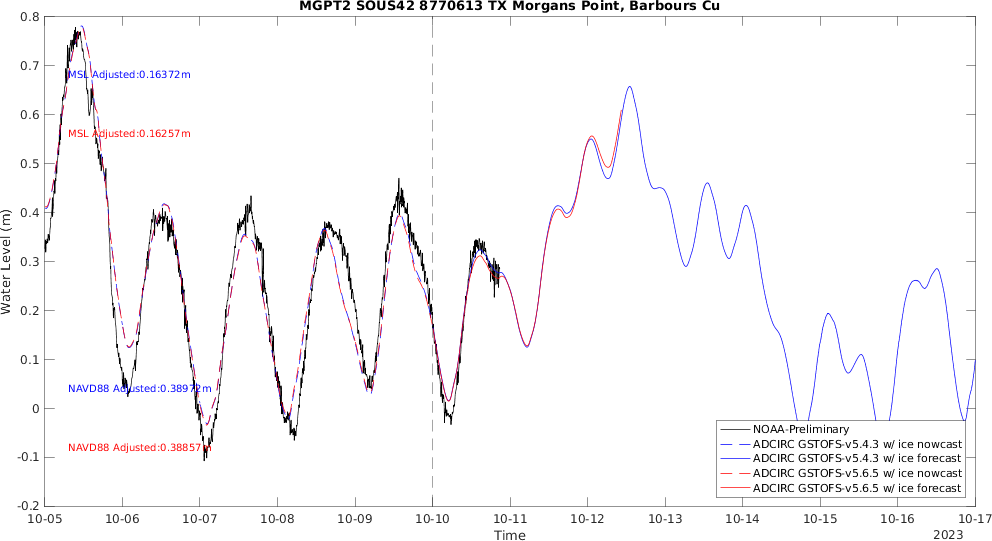 MGPT2 SOUS42 8770613 TX Morgans Point, Barbours Cu
Water Level (m)
0.8
0.7
0.6
0.5
0.4
0.3
0.2
0.1
0
-0.1
-0.2
MSL Adjusted:0.16372m
MSL Adjusted:0.16257m
NAVD88 Adjusted:0.38972m
NAVD88 Adjusted:0.38857m
NOAA-Preliminary
ADCIRC GSTOFS-v5.4.3 w/ ice nowcast
ADCIRC GSTOFS-v5.4.3 w/ ice forecast
ADCIRC GSTOFS-v5.6.5 w/ ice nowcast
ADCIRC GSTOFS-v5.6.5 w/ ice forecast
10-05 10-06 10-07 10-08 10-09 10-10 10-11 10-12 10-13 10-14 10-15 10-16 10-17
Time
2023